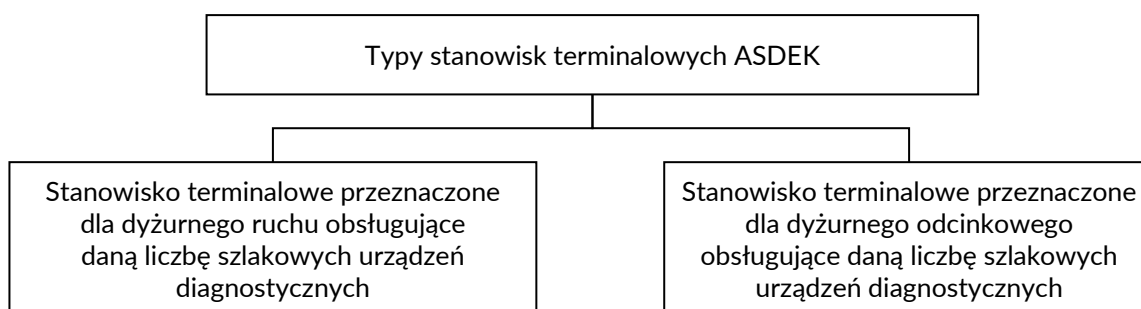 Typy stanowisk terminalowych ASDEK
Stanowisko terminalowe przeznaczone
dla dyżurnego ruchu obsługujące
daną liczbę szlakowych urządzeń
diagnostycznych
Stanowisko terminalowe przeznaczone
dla dyżurnego odcinkowego
obsługujące daną liczbę szlakowych
urządzeń diagnostycznych